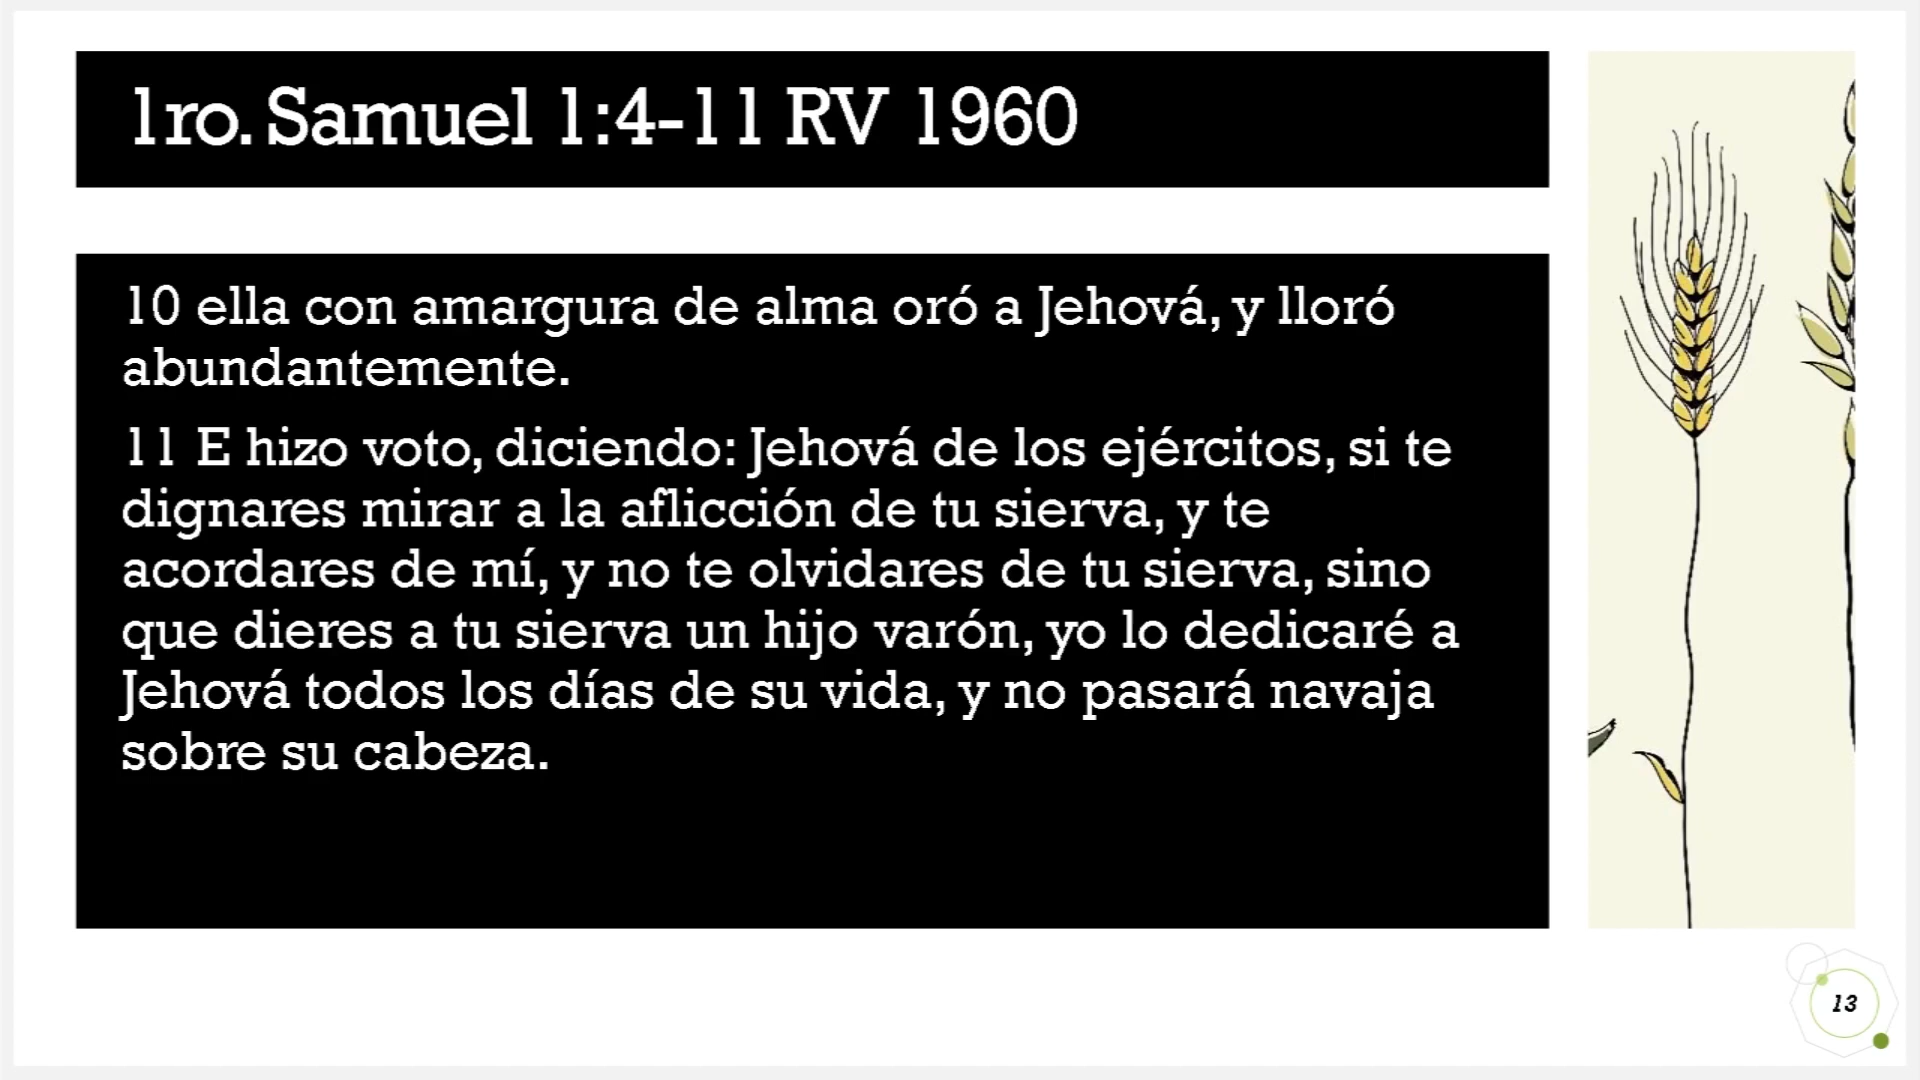 1ro. Samuel 1:4-11 RV 1960
10 ella con amargura de alma oró a Jehová, y lloró
abundantemente.
11 E hizo voto, diciendo: Jehová de los ejércitos, si te
dignares mirar a la aflicción de tu sierva, y te
acordares de mí, y no te olvidares de tu sierva, sino
que dieres a tu sierva un hijo varón, yo lo dedicaré a
Jehová todos los días de su vida, y no pasará navaja
sobre su cabeza.
13